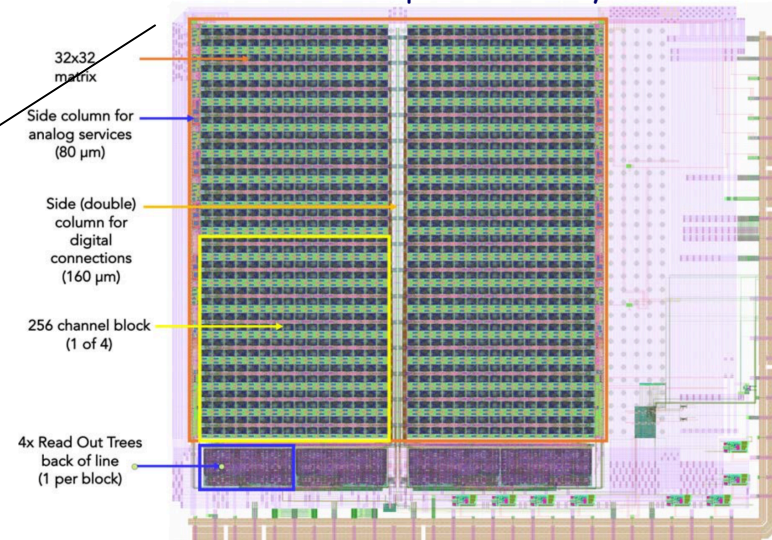 32x32
matrix
Side column for
analog services
(80 µm)
Side (double)
column for
digital
connections
(160 µm)
256 channel block
(1 of 4)
4x Read Out Trees
back of line
(1 per block)